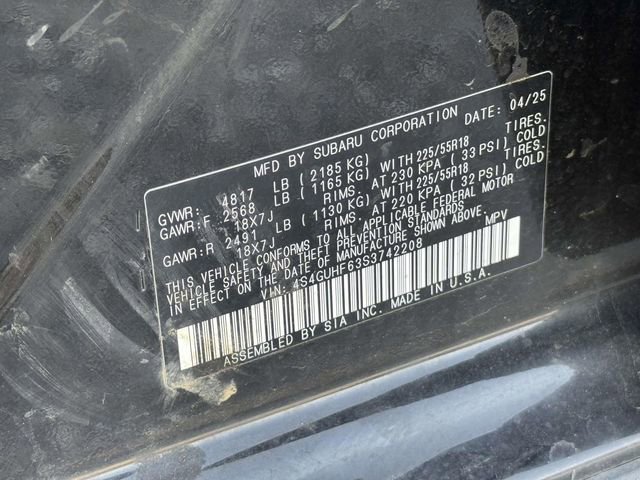 MFD BY SUBARU CORPORATION DATE: 04/25
GVWR: 4817 LB (2185 KG)
GAWR:F 2568 LB (1165 KG) WITH 225/55R18 TIRES.
18X7J RIMS. AT 230 KPA (33 PSI) COLD
GAWR:R 2491 LB (1130 KG) WITH 225/55R18 TIRES.
18X7J RIMS. AT 220 KPA (32 PSI) COLD
THIS VEHICLE CONFORMS TO ALL APPLICABLE FEDERAL MOTOR
VEHICLE SAFETY AND THEFT PREVENTION STANDARDS
IN EFFECT ON THE DATE OF MANUFACTURE SHOWN ABOVE.
VIN: 4S4GUHF63S3742208 MPV
ASSEMBLED BY SIA INC. MADE IN U.S.A.